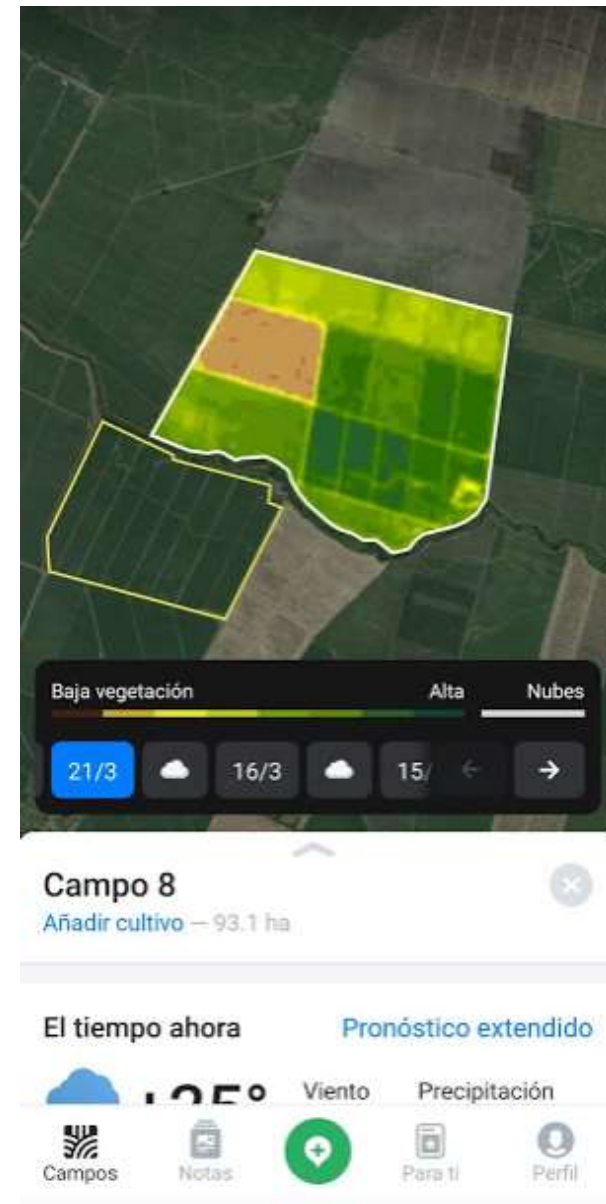 Baja vegetación Alta Nubes
21/3 16/3 15/
Campo 8
Añadir cultivo — 93.1 ha
El tiempo ahora Pronóstico extendido
Viento Precipitación
Campos Notas Para ti Perfil